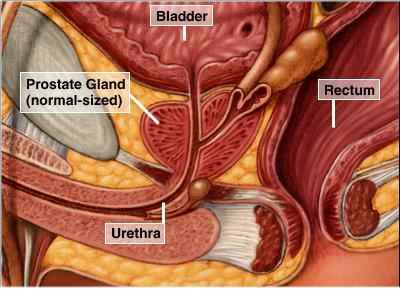 Bladder
Prostate Gland
(normal-sized)
Rectum
Urethra